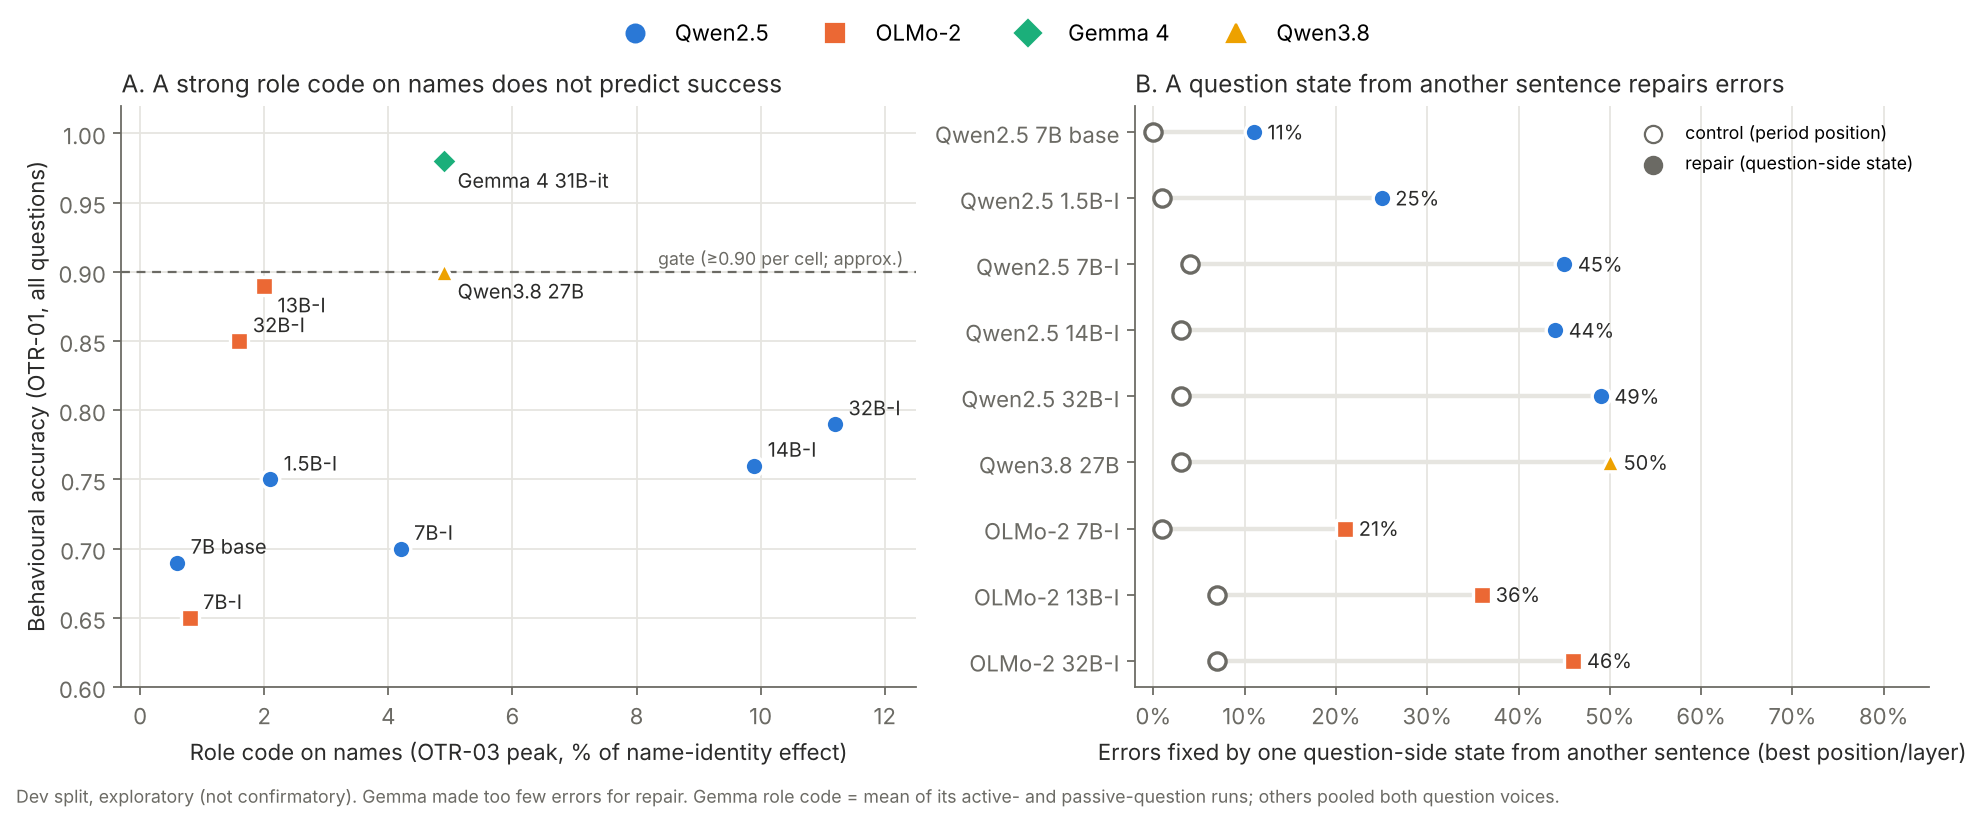 Qwen2.5 OLMo-2 Gemma 4 Qwen3.8
A. A strong role code on names does not predict success
Behavioural accuracy (OTR-01, all questions)
1.00
0.95
0.90
0.85
0.80
0.75
0.70
0.65
0.60
Gemma 4 31B-it
gate (≥0.90 per cell; approx.)
Qwen3.8 27B
13B-I
32B-I
32B-I
14B-I
1.5B-I
7B-I
7B base
7B-I
0 2 4 6 8 10 12
Role code on names (OTR-03 peak, % of name-identity effect)
B. A question state from another sentence repairs errors
control (period position)
repair (question-side state)
Qwen2.5 7B base 11%
Qwen2.5 1.5B-I 25%
Qwen2.5 7B-I 45%
Qwen2.5 14B-I 44%
Qwen2.5 32B-I 49%
Qwen3.8 27B 50%
OLMo-2 7B-I 21%
OLMo-2 13B-I 36%
OLMo-2 32B-I 46%
0% 10% 20% 30% 40% 50% 60% 70% 80%
Errors fixed by one question-side state from another sentence (best position/layer)
Dev split, exploratory (not confirmatory). Gemma made too few errors for repair. Gemma role code = mean of its active- and passive-question runs; others pooled both question voices.